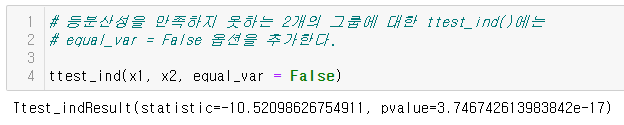 1 # 등분산성을 만족하지 못하는 2개의 그룹에 대한 ttest_ind()에는
2 # equal_var = False 옵션을 추가한다.
3
4 ttest_ind(x1, x2, equal_var = False)
Ttest_indResult(statistic=-10.52098626754911, pvalue=3.746742613983842e-17)